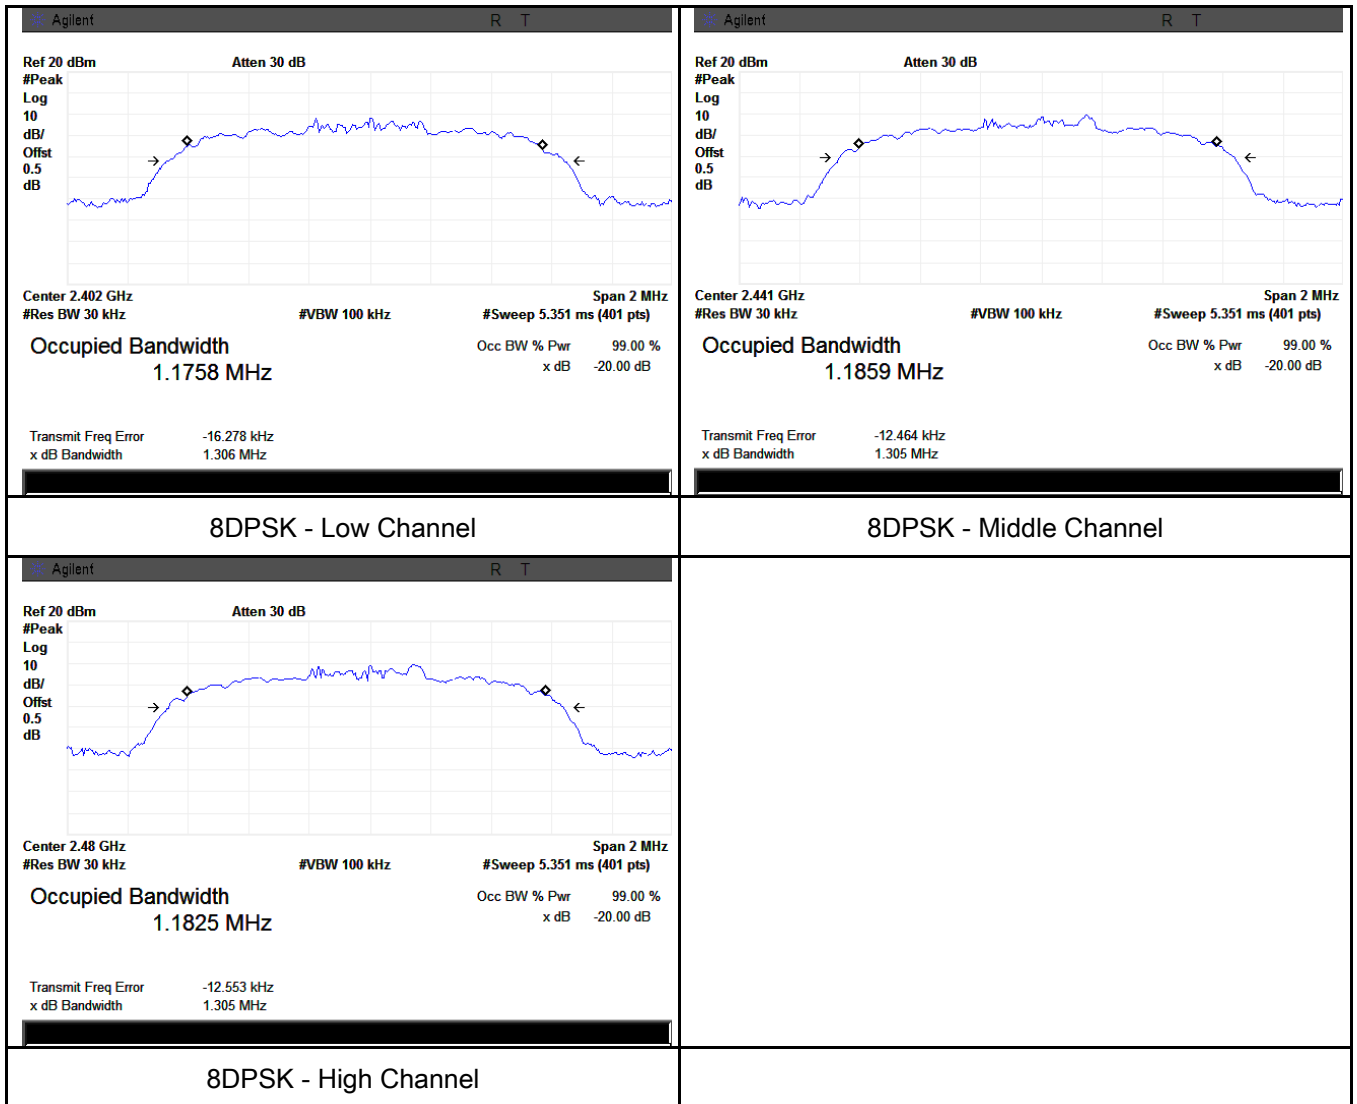 Agilent R T
Ref 20 dBm Atten 30 dB
#Peak
Log
10
dB/
Offst
0.5
dB
Center 2.402 GHz Span 2 MHz
#Res BW 30 kHz #VBW 100 kHz #Sweep 5.351 ms (401 pts)
Occupied Bandwidth Occ BW % Pwr 99.00 %
1.1758 MHz x dB -20.00 dB
Transmit Freq Error -16.278 kHz
x dB Bandwidth 1.306 MHz
8DPSK - Low Channel
Agilent R T
Ref 20 dBm Atten 30 dB
#Peak
Log
10
dB/
Offst
0.5
dB
Center 2.441 GHz Span 2 MHz
#Res BW 30 kHz #VBW 100 kHz #Sweep 5.351 ms (401 pts)
Occupied Bandwidth Occ BW % Pwr 99.00 %
1.1859 MHz x dB -20.00 dB
Transmit Freq Error -12.464 kHz
x dB Bandwidth 1.305 MHz
8DPSK - Middle Channel
Agilent R T
Ref 20 dBm Atten 30 dB
#Peak
Log
10
dB/
Offst
0.5
dB
Center 2.48 GHz Span 2 MHz
#Res BW 30 kHz #VBW 100 kHz #Sweep 5.351 ms (401 pts)
Occupied Bandwidth Occ BW % Pwr 99.00 %
1.1825 MHz x dB -20.00 dB
Transmit Freq Error -12.553 kHz
x dB Bandwidth 1.305 MHz
8DPSK - High Channel